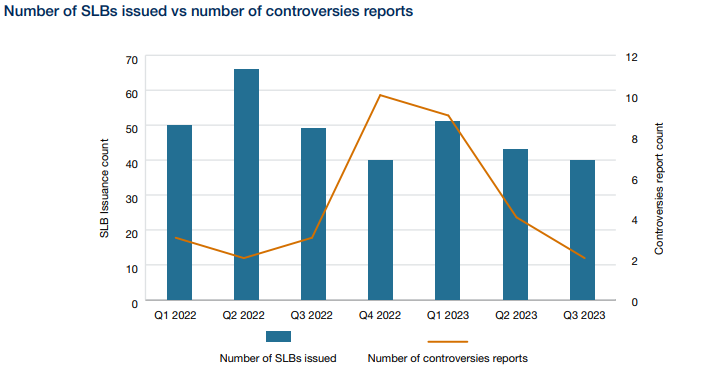 Number of SLBs issued vs number of controversies reports
70
60
50
40
30
20
10
0
SLB Issuance count
12
10
8
6
4
2
0
Controversies report count
Q1 2022
Q2 2022
Q3 2022
Q4 2022
Q1 2023
Q2 2023
Q3 2023
Number of SLBs issued
Number of controversies reports